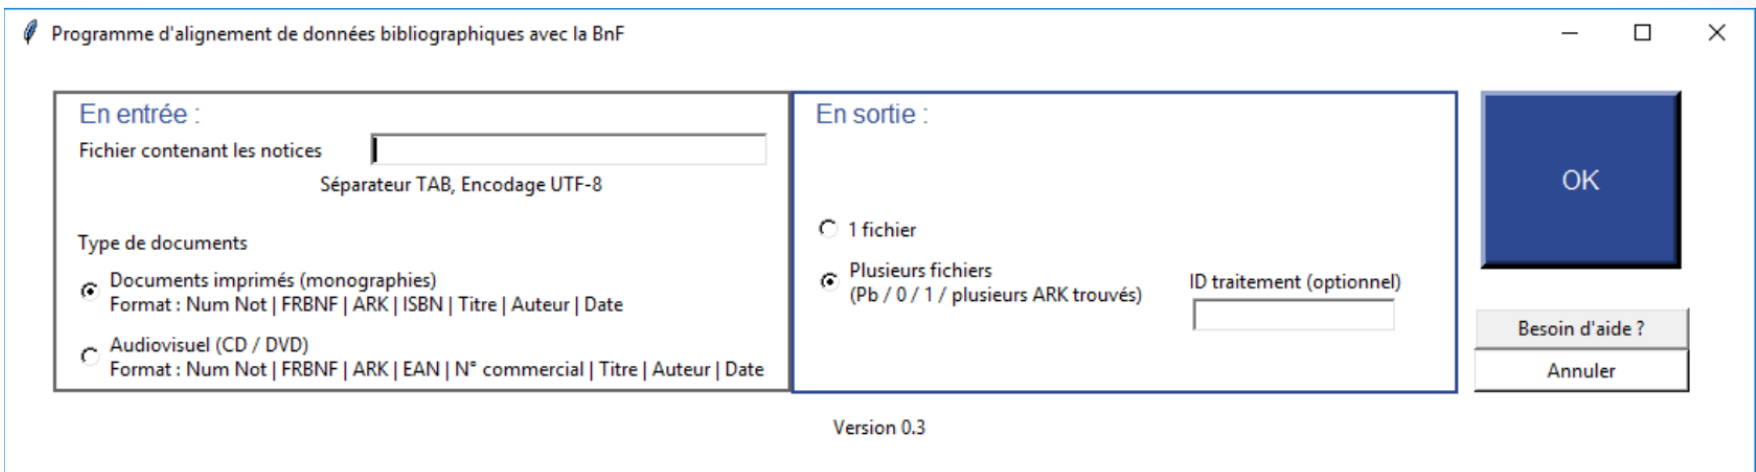 Programme d'alignement de données bibliographiques avec la BnF
En entrée :
Fichier contenant les notices
Séparateur TAB, Encodage UTF-8
Type de documents
Documents imprimés (monographies)
Format : Num Not | FRBNF | ARK | ISBN | Titre | Auteur | Date
Audiovisuel (CD / DVD)
Format : Num Not | FRBNF | ARK | EAN | N° commercial | Titre | Auteur | Date
En sortie :
1 fichier
Plusieurs fichiers
(Pb / 0 / 1 / plusieurs ARK trouvés)
ID traitement (optionnel)
OK
Besoin d'aide ?
Annuler
Version 0.3